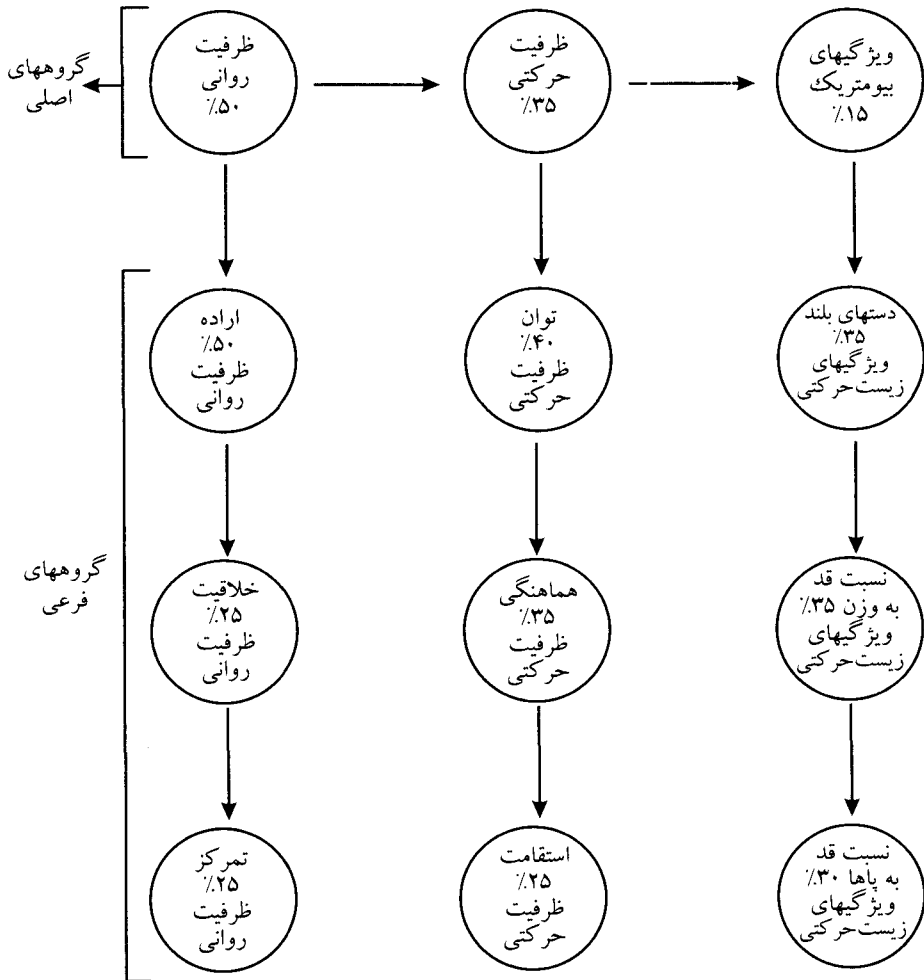 گروههای
اصلی
ویژگیهای
بیومتریک
٪۱۵
ظرفیت
حرکتی
٪۳۵
ظرفیت
روانی
٪۵۰
گروههای
فرعی
دستهای بلند
٪۳۵
ویژگیهای
زیست‌حرکتی
توان
٪۴۰
ظرفیت
حرکتی
اراده
٪۵۰
ظرفیت
روانی
نسبت قد
به وزن ۳۵٪
ویژگیهای
زیست‌حرکتی
هماهنگی
٪۳۵
ظرفیت
حرکتی
خلاقیت
٪۲۵
ظرفیت
روانی
نسبت قد
به پاها ۳۰٪
ویژگیهای
زیست‌حرکتی
استقامت
٪۲۵
ظرفیت
حرکتی
تمرکز
٪۲۵
ظرفیت
روانی